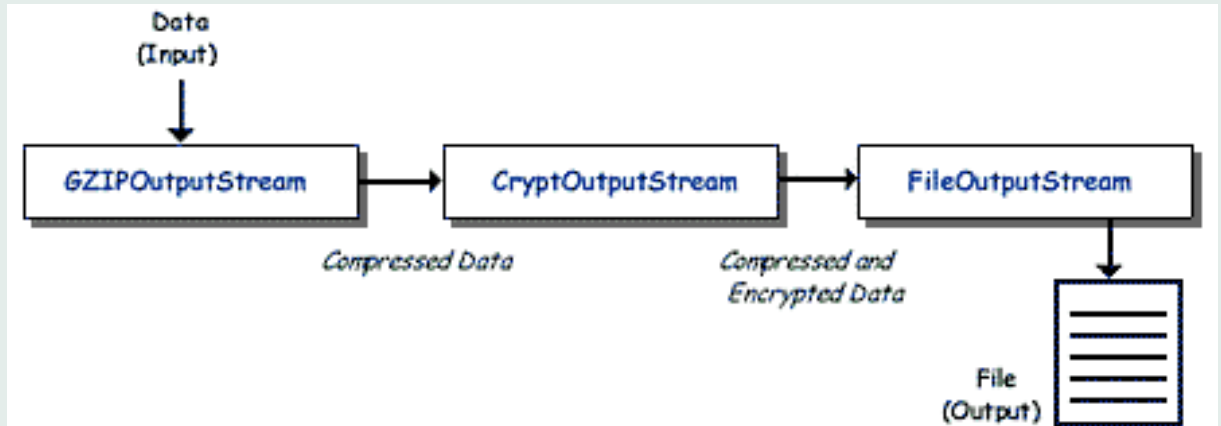 Data
(Input)
GZIPOutputStream
CryptOutputStream
FileOutputStream
Compressed Data
Compressed and
Encrypted Data
File
(Output)